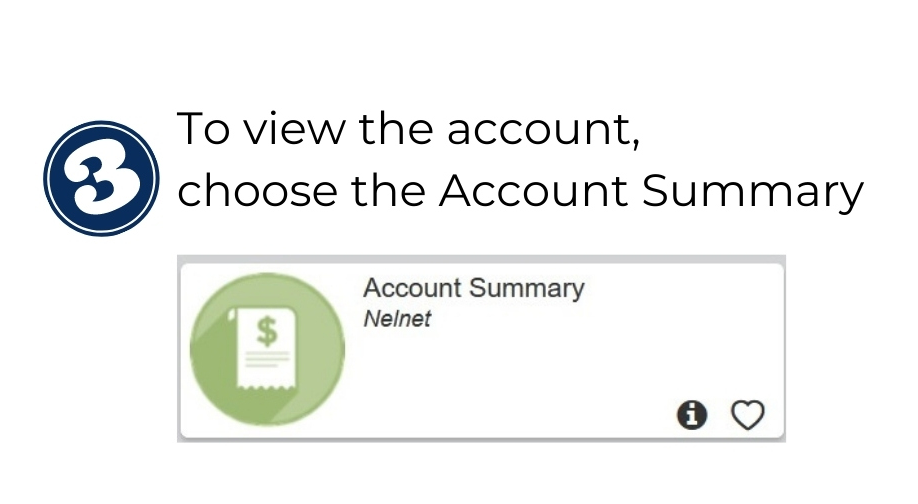 3
To view the account,
choose the Account Summary
Account Summary
Nelnet
$
i